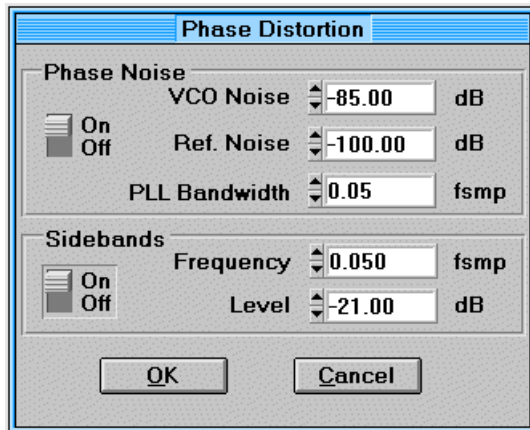 Phase Distortion
Phase Noise
VCO Noise -85.00 dB
On
Off
Ref. Noise -100.00 dB
PLL Bandwidth 0.05 fsmp
Sidebands
Frequency 0.050 fsmp
On
Off
Level -21.00 dB
OK Cancel